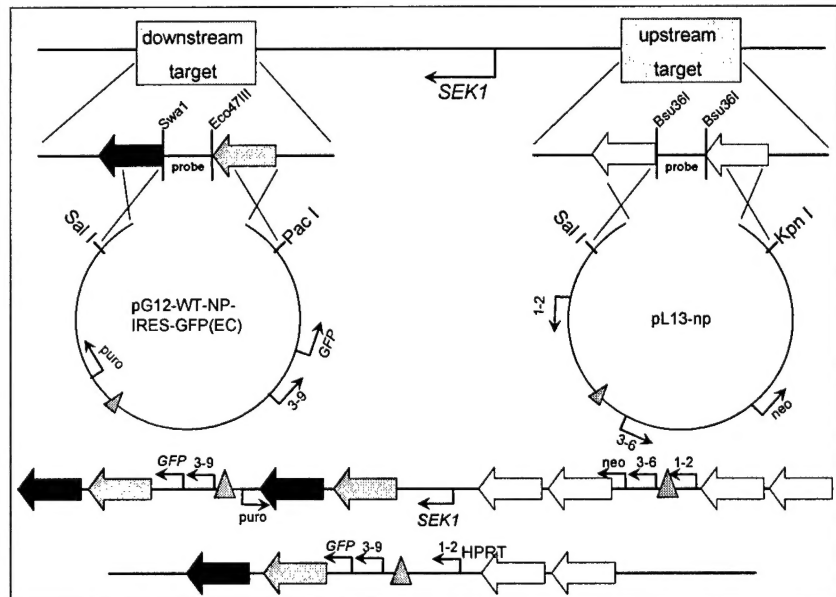 downstream target
upstream target
SEK1
Swa1
Eco47III
Bsu36I
Bsu36I
probe
probe
Sal I
Pac I
Sal I
Kpn I
pG12-WT-NP-
IRES-GFP(EC)
puro
GFP
3-9
1-2
pL13-np
3-6
neo
GFP
3-9
puro
SEK1
neo
3-6
1-2
GFP
3-9
1-2
HPRT